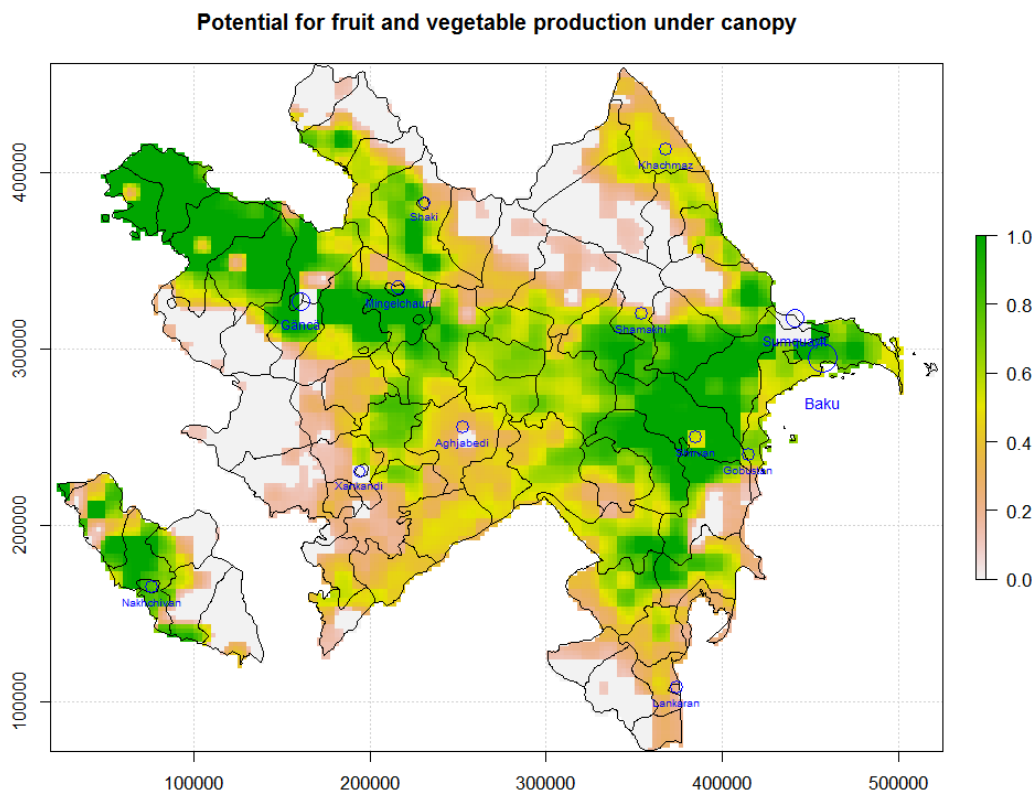 Potential for fruit and vegetable production under canopy
400000
300000
200000
100000
100000
200000
300000
400000
500000
Khachmaz
Shaki
Mingelchaur
Ganca
Shamakhi
Sumquayit
Baku
Aghjabedi
Shirvan
Gobustan
Xankandi
Nakhchivan
Lankaran
1.0
0.8
0.6
0.4
0.2
0.0